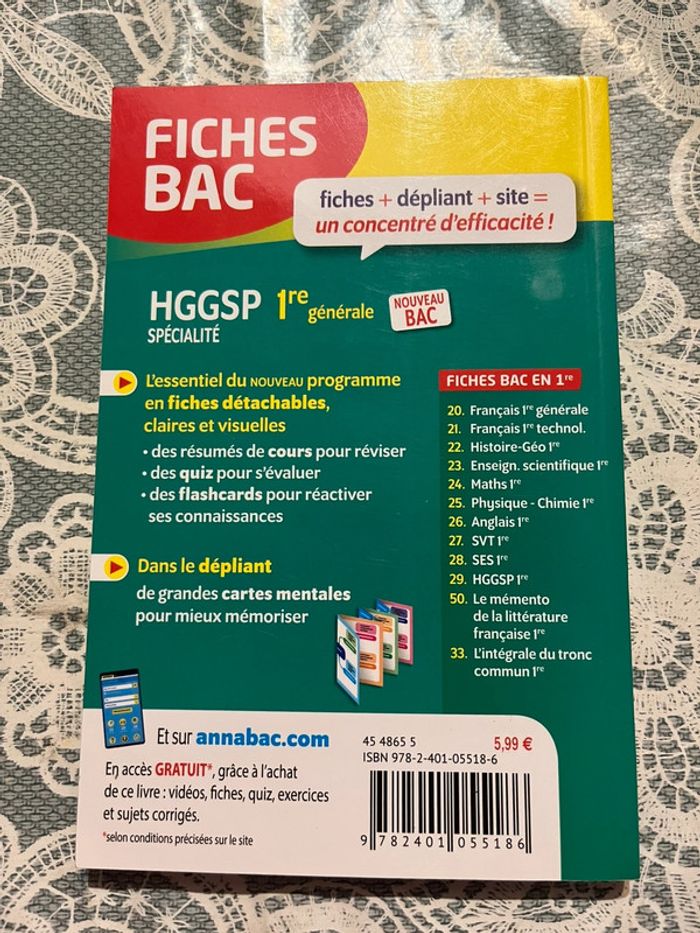 FICHES
BAC
fiches + dépliant + site =
un concentré d'efficacité !
HGGSP 1re générale
SPÉCIALITÉ
NOUVEAU
BAC
L'essentiel du NOUVEAU programme
en fiches détachables,
claires et visuelles
• des résumés de cours pour réviser
• des quiz pour s'évaluer
• des flashcards pour réactiver
ses connaissances
Dans le dépliant
de grandes cartes mentales
pour mieux mémoriser
FICHES BAC EN 1re
20. Français 1re générale
21. Français 1re technol.
22. Histoire-Géo 1re
23. Enseign. scientifique 1re
24. Maths 1re
25. Physique - Chimie 1re
26. Anglais 1re
27. SVT 1re
28. SES 1re
29. HGGSP 1re
50. Le mémento
de la littérature
française 1re
33. L'intégrale du tronc
commun 1re
Et sur annabac.com
En accès GRATUIT*, grâce à l'achat
de ce livre : vidéos, fiches, quiz, exercices
et sujets corrigés.
*selon conditions précisées sur le site
45 4865 5
5,99 €
ISBN 978-2-401-05518-6
9 782401 055186